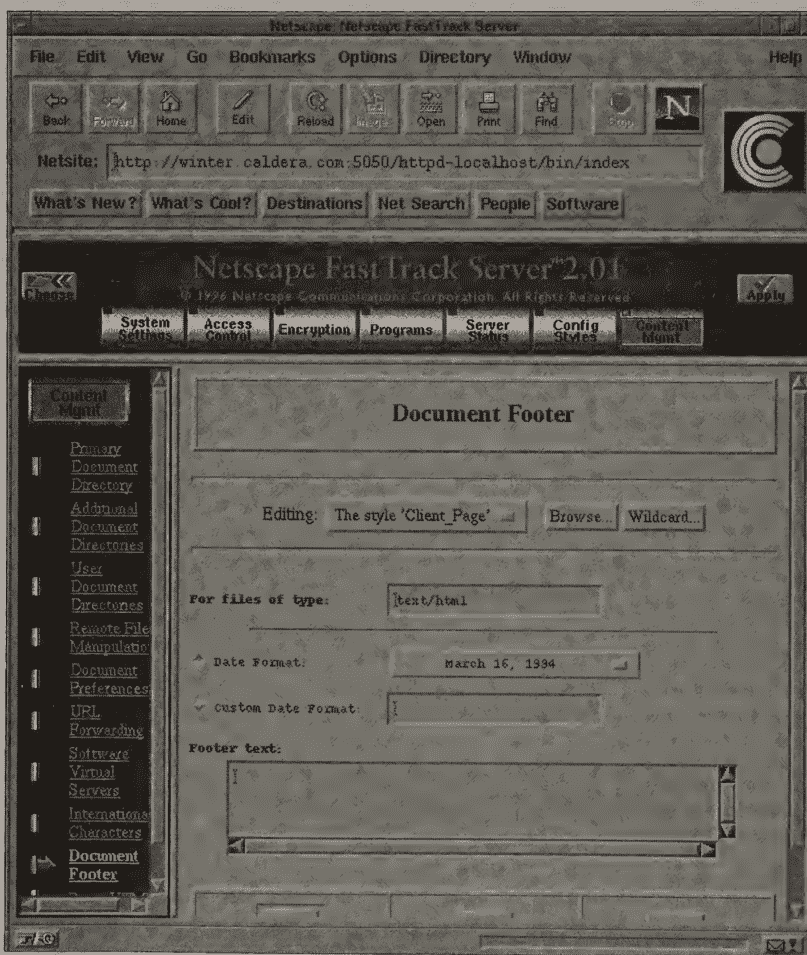 Netscape: Netscape FastTrack Server
File Edit View Go Bookmarks Options Directory Window Help
Back Forward Home Edit Reload Images Open Print Find Stop N
Netsite: http://winter.caldera.com:5050/httpd-localhost/bin/index
What's New? What's Cool? Destinations Net Search People Software
Netscape FastTrack Server™ 2.01
© 1996 Netscape Communications Corporation. All Rights Reserved
Choose
Apply
System Settings
Access Control
Encryption
Programs
Server Status
Config Styles
Content Mgmt
Content
Mgmt
Primary
Document
Directory
Additional
Document
Directories
User
Document
Directories
Remote File
Manipulatio
Document
Preferences
URL
Forwarding
Software
Virtual
Servers
Internationa
Characters
Document
Footer
Document Footer
Editing: The style 'Client_Page' Browse... Wildcard...
For files of type: text/html
Date Format: March 16, 1994
Custom Date Format:
Footer text: